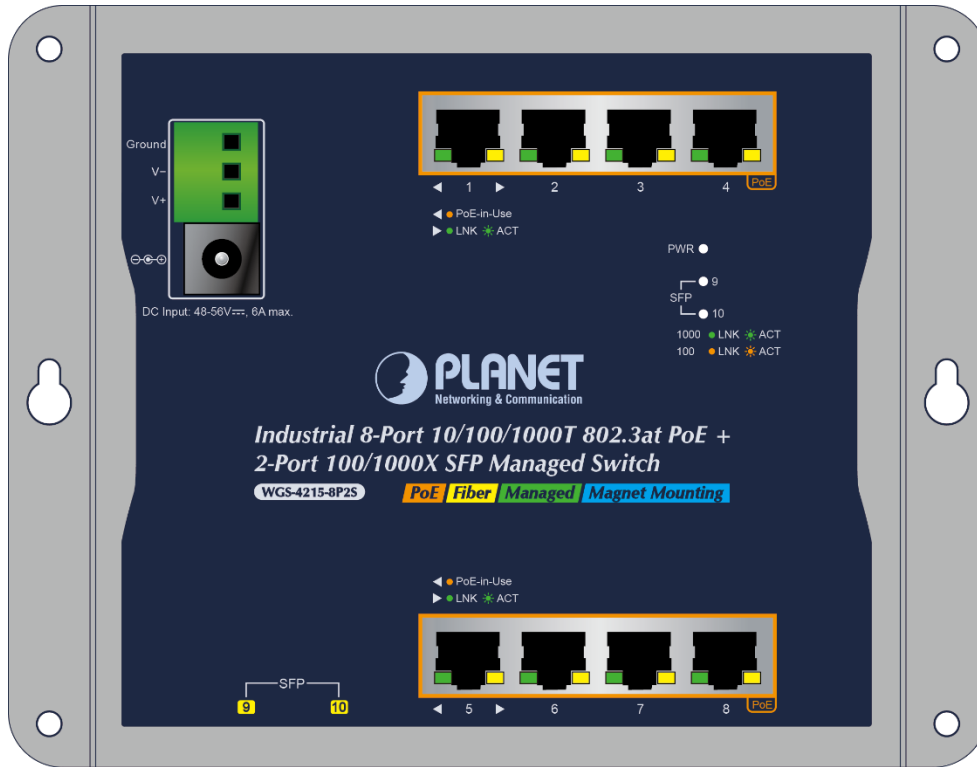 Ground
V−
V+
DC Input: 48-56V⎓, 6A max.
1 2 3 4 PoE
PoE-in-Use
LNK ACT
PWR
9
SFP
10
1000 LNK ACT
100 LNK ACT
PLANET
Networking & Communication
Industrial 8-Port 10/100/1000T 802.3at PoE +
2-Port 100/1000X SFP Managed Switch
WGS-4215-8P2S PoE Fiber Managed Magnet Mounting
PoE-in-Use
LNK ACT
SFP
9 10
5 6 7 8 PoE